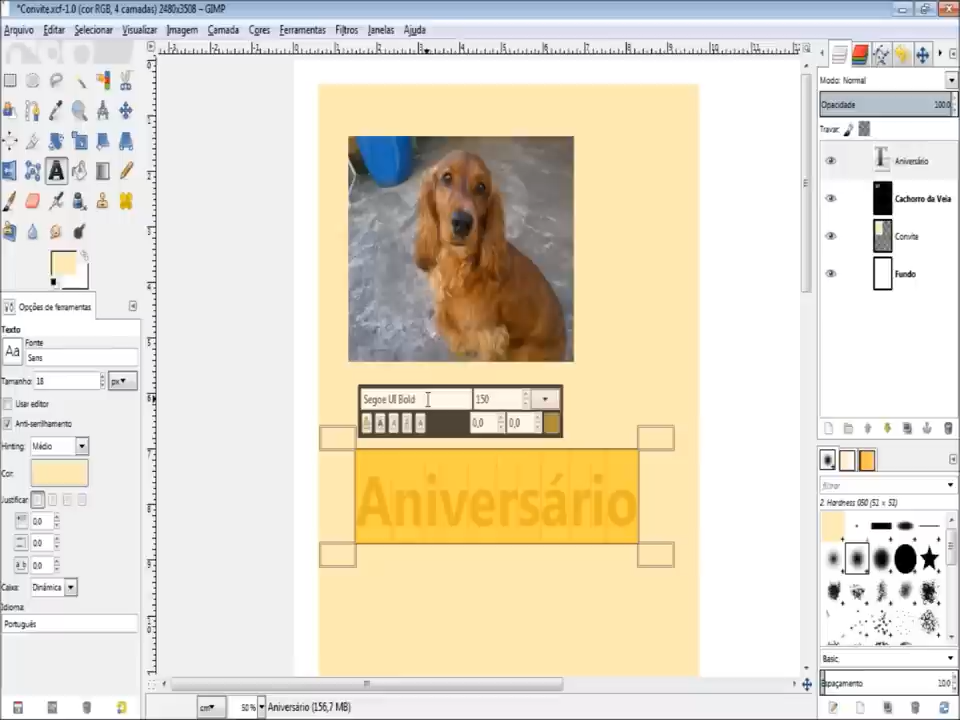 *Convite.xcf-1.0 (cor RGB, 4 camadas) 2480x3508 – GIMP
Arquivo Editar Selecionar Visualizar Imagem Camada Cores Ferramentas Filtros Janelas Ajuda
Modo: Normal
Opacidade 100,0
Travar:
Aniversário
Cachorro da Veia
Convite
Fundo
Opções de ferramentas
Texto
Fonte
Aa Sans
Tamanho: 18 px
Usar editor
Anti-serrilhamento
Hinting: Médio
Cor:
Justificar:
0,0
0,0
0,0
Caixa: Dinâmica
Idioma:
Português
Segoe UI Bold 150
0,0 0,0
Aniversário
filtrar
2. Hardness 050 (51 × 51)
Basic,
Espaçamento 10,0
cm 50% Aniversário (156,7 MB)